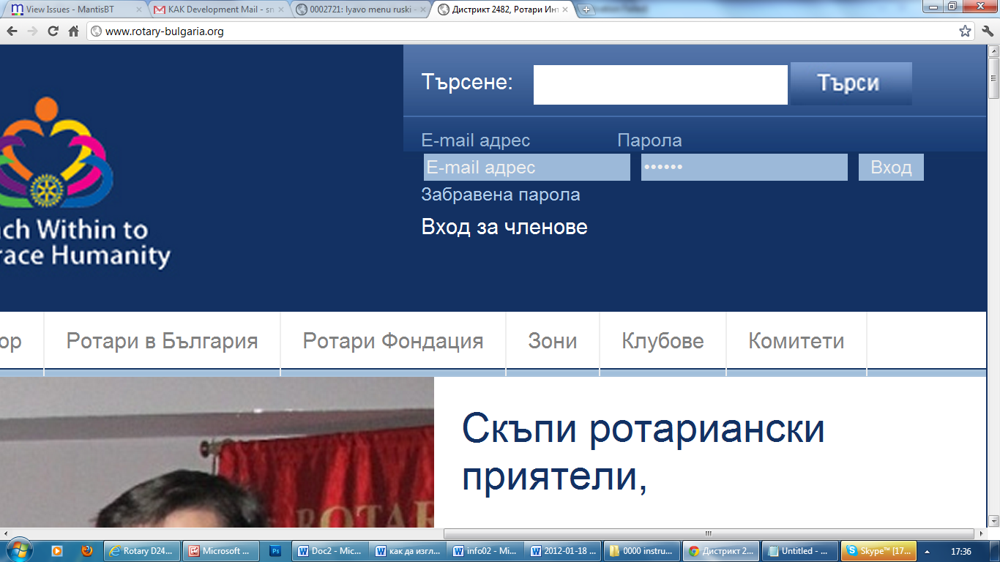 View Issues - MantisBT
KAK Development Mail - sn
0002721: lyavo menu ruski -
Дистрикт 2482, Ротари Инт
www.rotary-bulgaria.org
Търсене:
Търси
E-mail адрес
Парола
E-mail адрес
••••••
Вход
Забравена парола
Вход за членове
ch Within to
race Humanity
ор
Ротари в България
Ротари Фондация
Зони
Клубове
Комитети
Скъпи ротариански
приятели,
ROTAR
Rotary D24...
Microsoft ...
Doc2 - Mic...
как да изгл...
info02 - Mi...
2012-01-18 ...
0000 instru...
Дистрикт 2...
Untitled - ...
Skype™ [17...
17:36